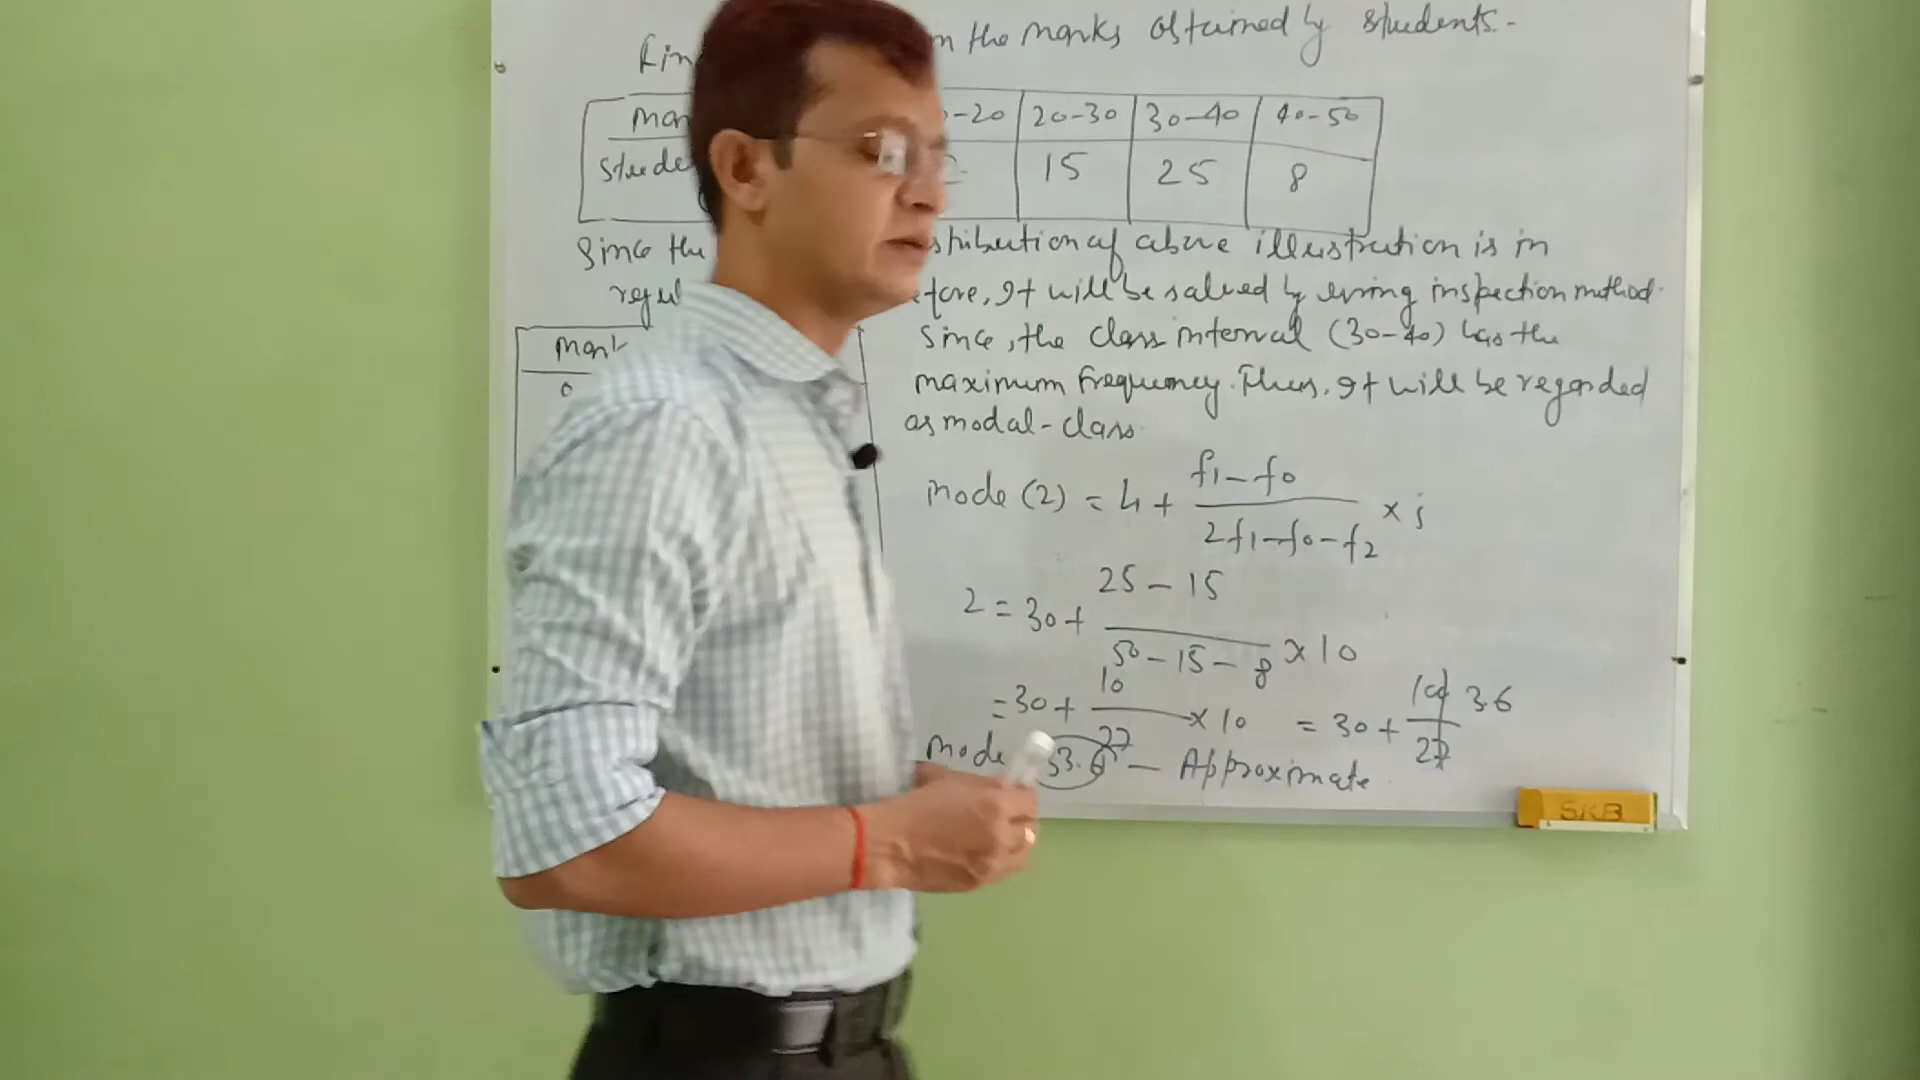 Fin n the marks obtained by students.-
mar -20 20-30 30-40 40-50
stude 15 25 8
Since the stribution of above illustration is in
regul efore, It will be solved by using inspection method.
Since, the class interval (30-40) has the
mark
maximum frequency. Thus, It will be regarded
0
as modal-class
mode (Z) = l1 + f1-f0 / 2f1-f0-f2 × i
Z = 30+ 25-15 / 50-15-8 × 10
= 30+ 10 / 27 × 10 = 30 + 100 / 27 3.6
mode 33.6 - Approximate
SKB